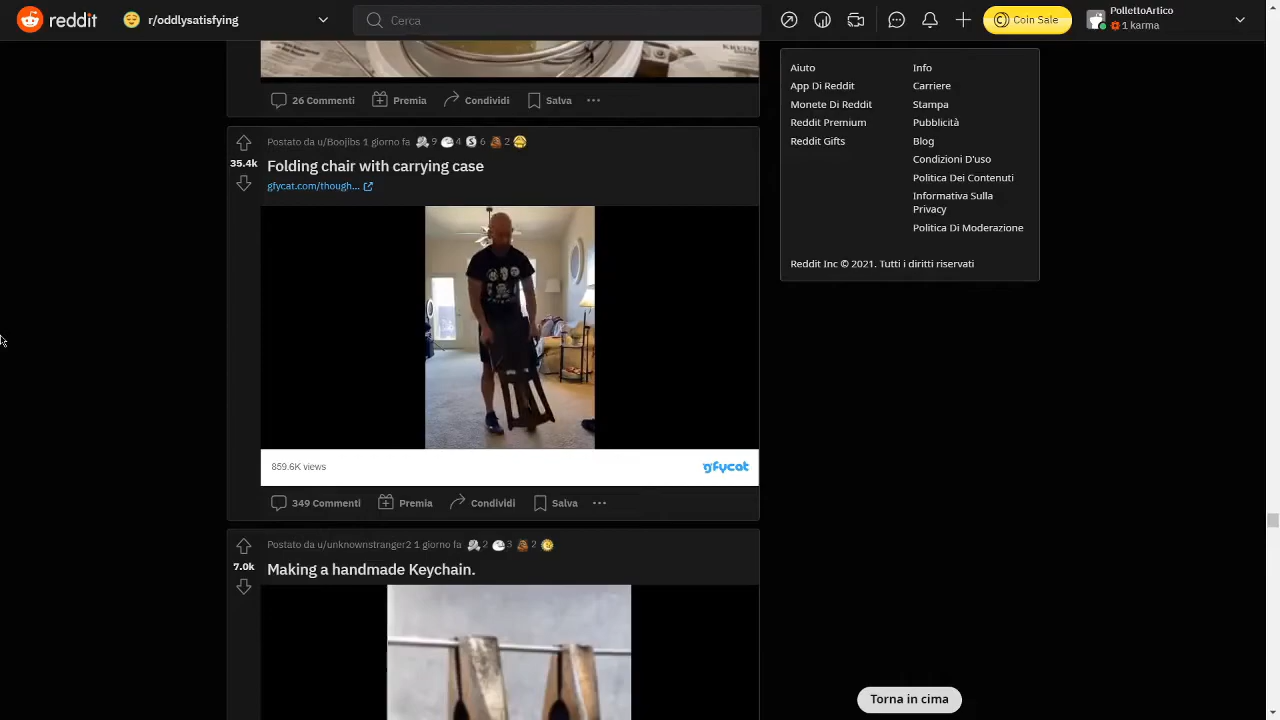 reddit
r/oddlysatisfying
Cerca
Coin Sale
PollettoArtico
1 karma
26 Commenti
Premia
Condividi
Salva
Postato da u/Boojibs 1 giorno fa
9
4
6
2
35.4k
Folding chair with carrying case
gfycat.com/though...
859.6K views
gfycat
349 Commenti
Premia
Condividi
Salva
Postato da u/unknownstranger2 1 giorno fa
2
3
2
7.0k
Making a handmade Keychain.
Aiuto
App Di Reddit
Monete Di Reddit
Reddit Premium
Reddit Gifts
Info
Carriere
Stampa
Pubblicità
Blog
Condizioni D'uso
Politica Dei Contenuti
Informativa Sulla
Privacy
Politica Di Moderazione
Reddit Inc © 2021. Tutti i diritti riservati
Torna in cima